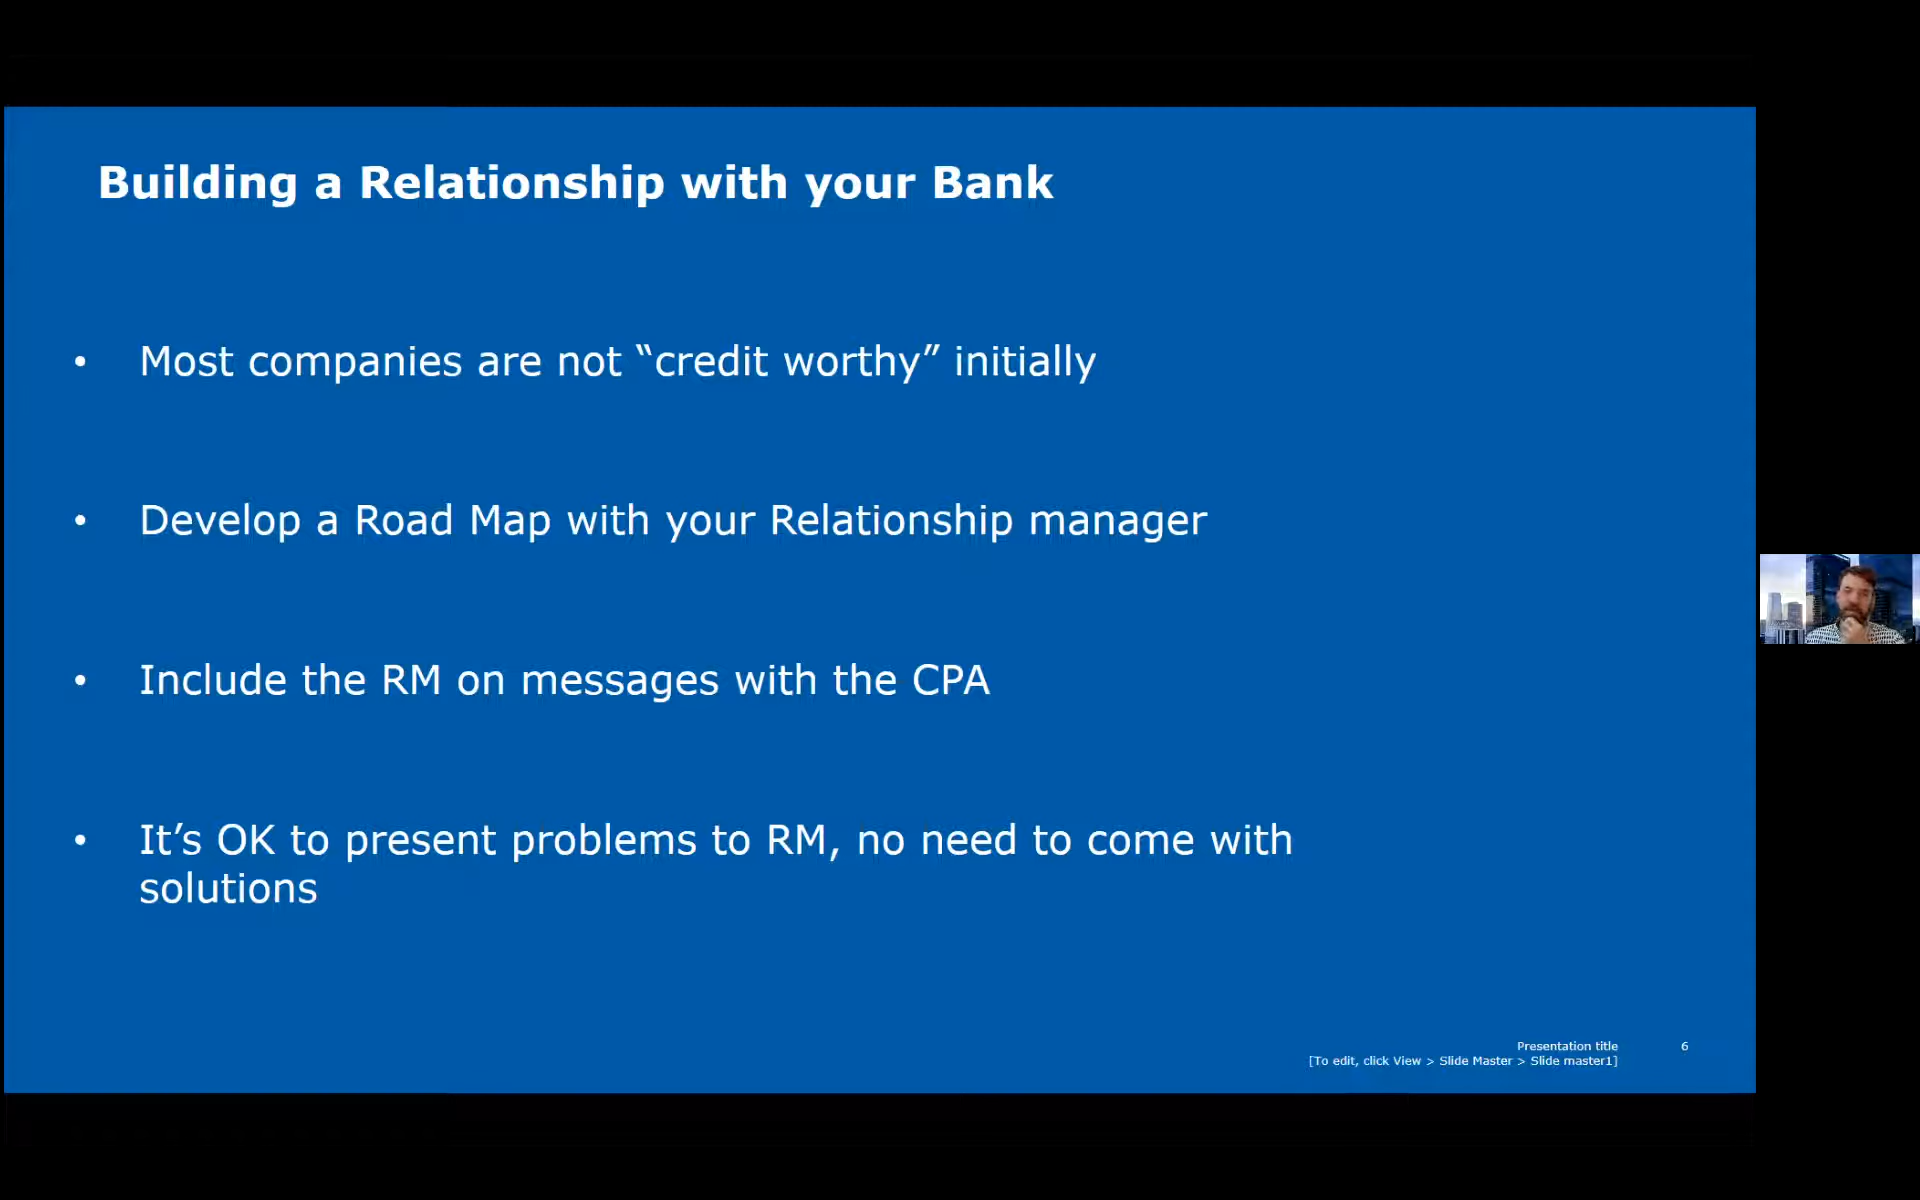 Building a Relationship with your Bank
• Most companies are not “credit worthy” initially
• Develop a Road Map with your Relationship manager
• Include the RM on messages with the CPA
• It’s OK to present problems to RM, no need to come with
solutions
Presentation title 6
[To edit, click View > Slide Master > Slide master1]